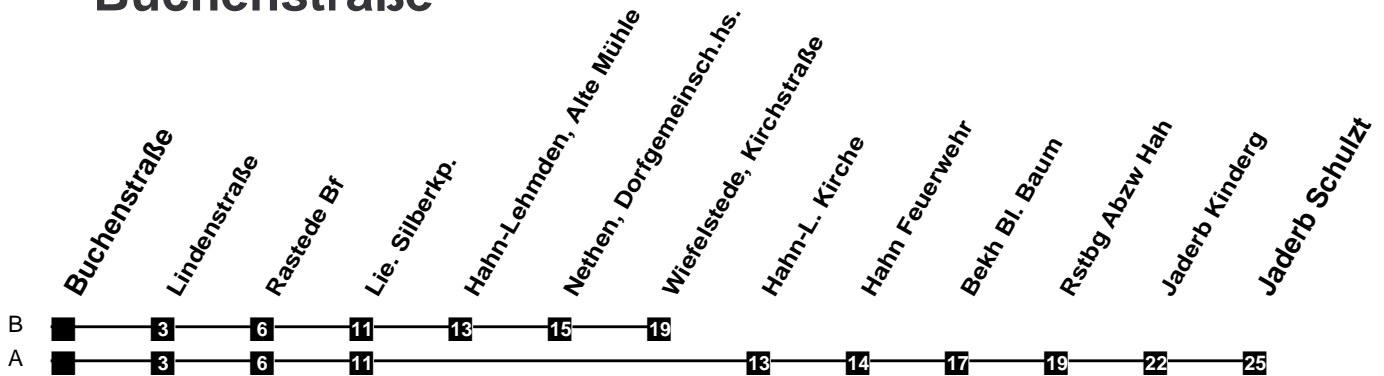 Buchenstraße
Buchenstraße
Lindenstraße
Rastede Bf
Lie. Silberkp.
Hahn-Lehmden, Alte Mühle
Nethen, Dorfgemeinsch.hs.
Wiefelstede, Kirchstraße
Hahn-L. Kirche
Hahn Feuerwehr
Bekh Bl. Baum
Rstbg Abzw Hah
Jaderb Kinderg
Jaderb Schulzt
B 3 6 11 13 15 19
A 3 6 11 13 14 17 19 22 25